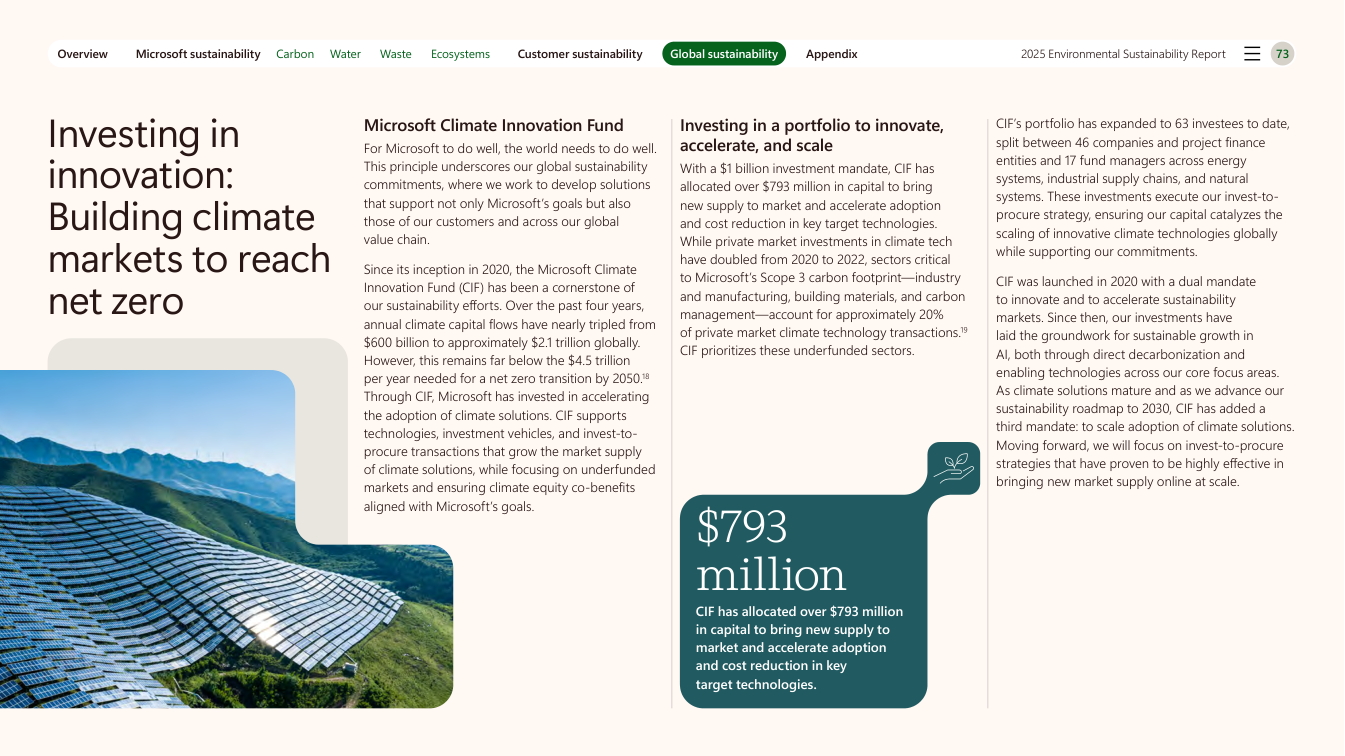 Overview Microsoft sustainability Carbon Water Waste Ecosystems Customer sustainability Global sustainability Appendix 2025 Environmental Sustainability Report 73
Investing in
innovation:
Building climate
markets to reach
net zero
Microsoft Climate Innovation Fund
For Microsoft to do well, the world needs to do well.
This principle underscores our global sustainability
commitments, where we work to develop solutions
that support not only Microsoft’s goals but also
those of our customers and across our global
value chain.
Since its inception in 2020, the Microsoft Climate
Innovation Fund (CIF) has been a cornerstone of
our sustainability efforts. Over the past four years,
annual climate capital flows have nearly tripled from
$600 billion to approximately $2.1 trillion globally.
However, this remains far below the $4.5 trillion
per year needed for a net zero transition by 2050.18
Through CIF, Microsoft has invested in accelerating
the adoption of climate solutions. CIF supports
technologies, investment vehicles, and invest-to-
procure transactions that grow the market supply
of climate solutions, while focusing on underfunded
markets and ensuring climate equity co-benefits
aligned with Microsoft’s goals.
Investing in a portfolio to innovate,
accelerate, and scale
With a $1 billion investment mandate, CIF has
allocated over $793 million in capital to bring
new supply to market and accelerate adoption
and cost reduction in key target technologies.
While private market investments in climate tech
have doubled from 2020 to 2022, sectors critical
to Microsoft’s Scope 3 carbon footprint—industry
and manufacturing, building materials, and carbon
management—account for approximately 20%
of private market climate technology transactions.19
CIF prioritizes these underfunded sectors.
$793
million
CIF has allocated over $793 million
in capital to bring new supply to
market and accelerate adoption
and cost reduction in key
target technologies.
CIF’s portfolio has expanded to 63 investees to date,
split between 46 companies and project finance
entities and 17 fund managers across energy
systems, industrial supply chains, and natural
systems. These investments execute our invest-to-
procure strategy, ensuring our capital catalyzes the
scaling of innovative climate technologies globally
while supporting our commitments.
CIF was launched in 2020 with a dual mandate
to innovate and to accelerate sustainability
markets. Since then, our investments have
laid the groundwork for sustainable growth in
AI, both through direct decarbonization and
enabling technologies across our core focus areas.
As climate solutions mature and as we advance our
sustainability roadmap to 2030, CIF has added a
third mandate: to scale adoption of climate solutions.
Moving forward, we will focus on invest-to-procure
strategies that have proven to be highly effective in
bringing new market supply online at scale.